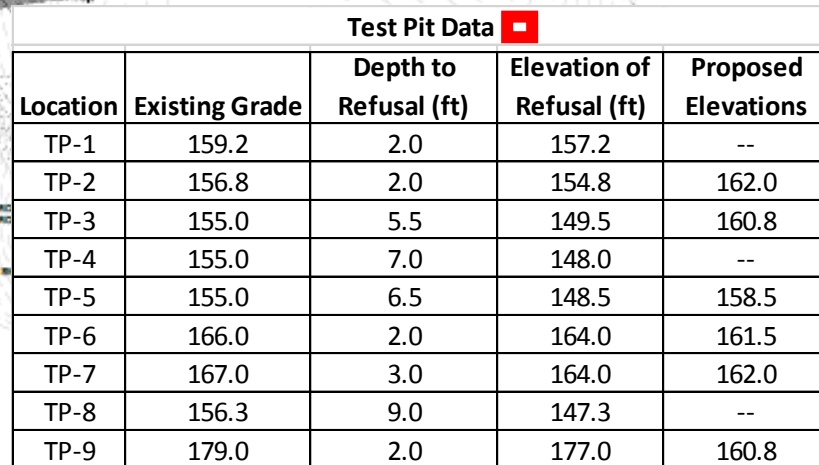 Test Pit Data
Location Existing Grade Depth to Refusal (ft) Elevation of Refusal (ft) Proposed Elevations
TP-1 159.2 2.0 157.2 --
TP-2 156.8 2.0 154.8 162.0
TP-3 155.0 5.5 149.5 160.8
TP-4 155.0 7.0 148.0 --
TP-5 155.0 6.5 148.5 158.5
TP-6 166.0 2.0 164.0 161.5
TP-7 167.0 3.0 164.0 162.0
TP-8 156.3 9.0 147.3 --
TP-9 179.0 2.0 177.0 160.8